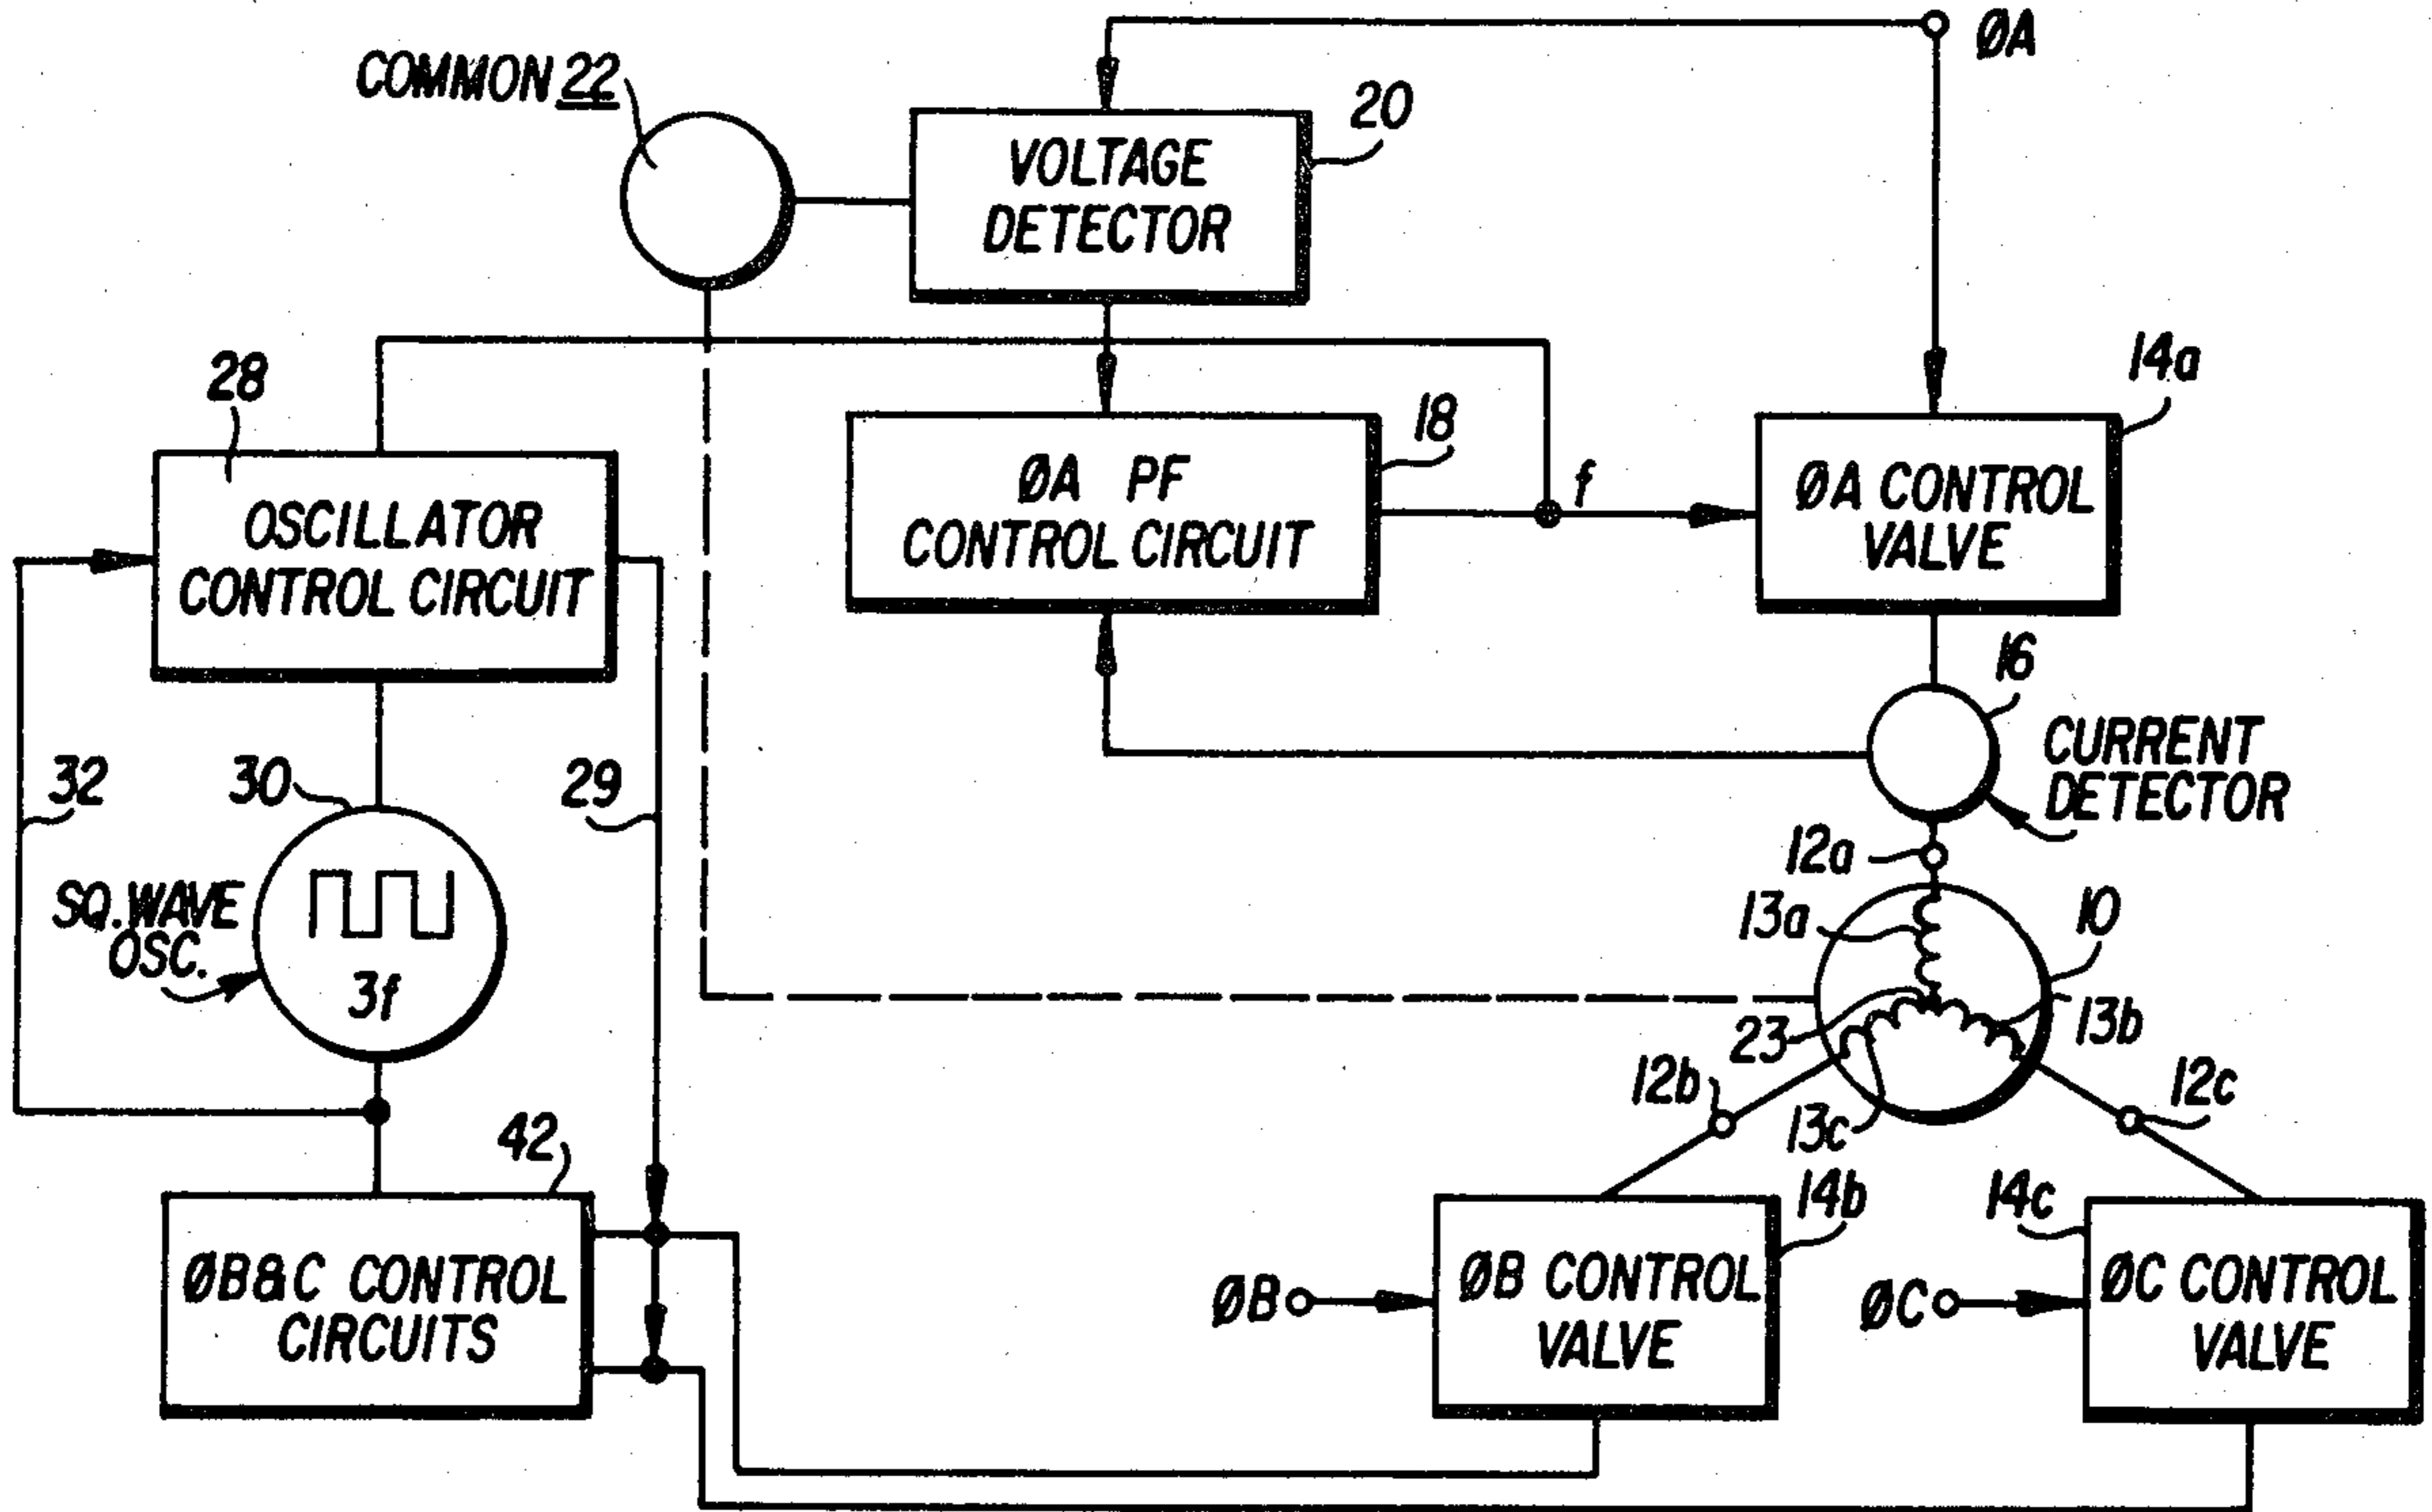 ØA
COMMON 22
20
VOLTAGE
DETECTOR
28
18
14a
ØA PF
CONTROL CIRCUIT
f
ØA CONTROL
VALVE
OSCILLATOR
CONTROL CIRCUIT
16
CURRENT
DETECTOR
32
30
29
12a
13a
10
SQ. WAVE
OSC.
3f
23
13b
12b
13c
12c
42
14b
14c
ØB&C CONTROL
CIRCUITS
ØB
ØB CONTROL
VALVE
ØC
ØC CONTROL
VALVE